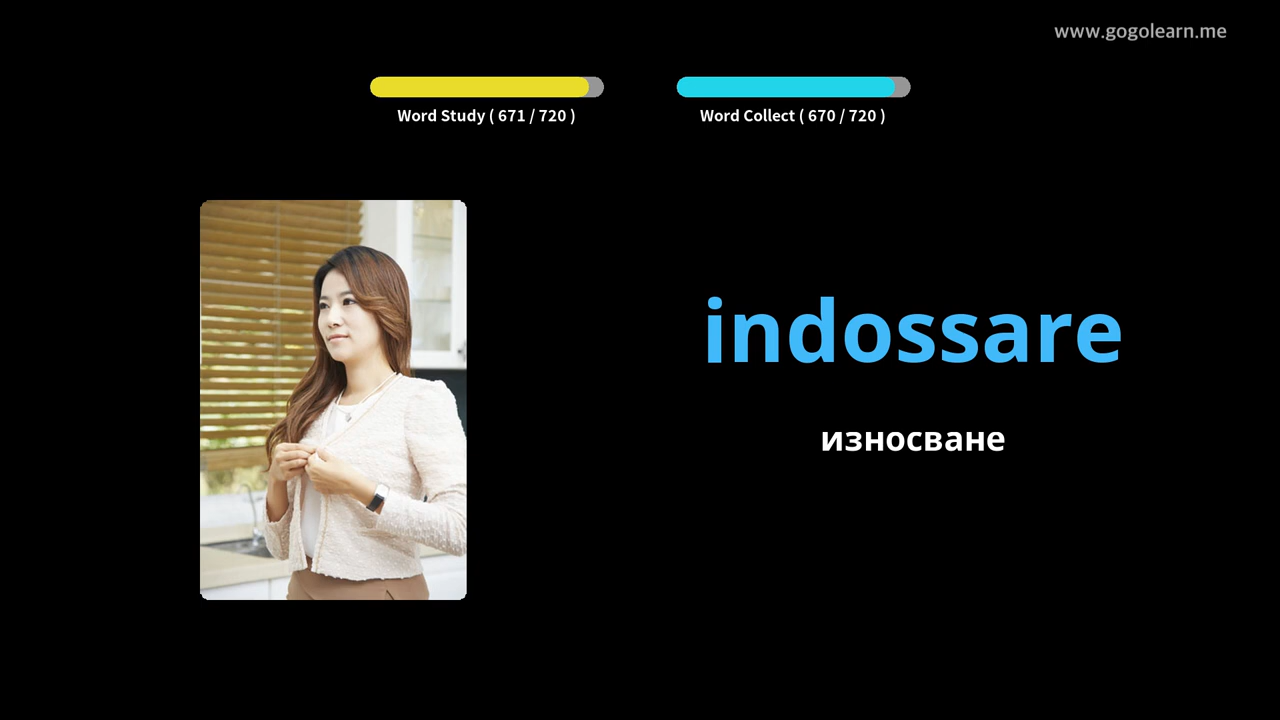 www.gogolearn.me
Word Study ( 671 / 720 )
Word Collect ( 670 / 720 )
indossare
износване